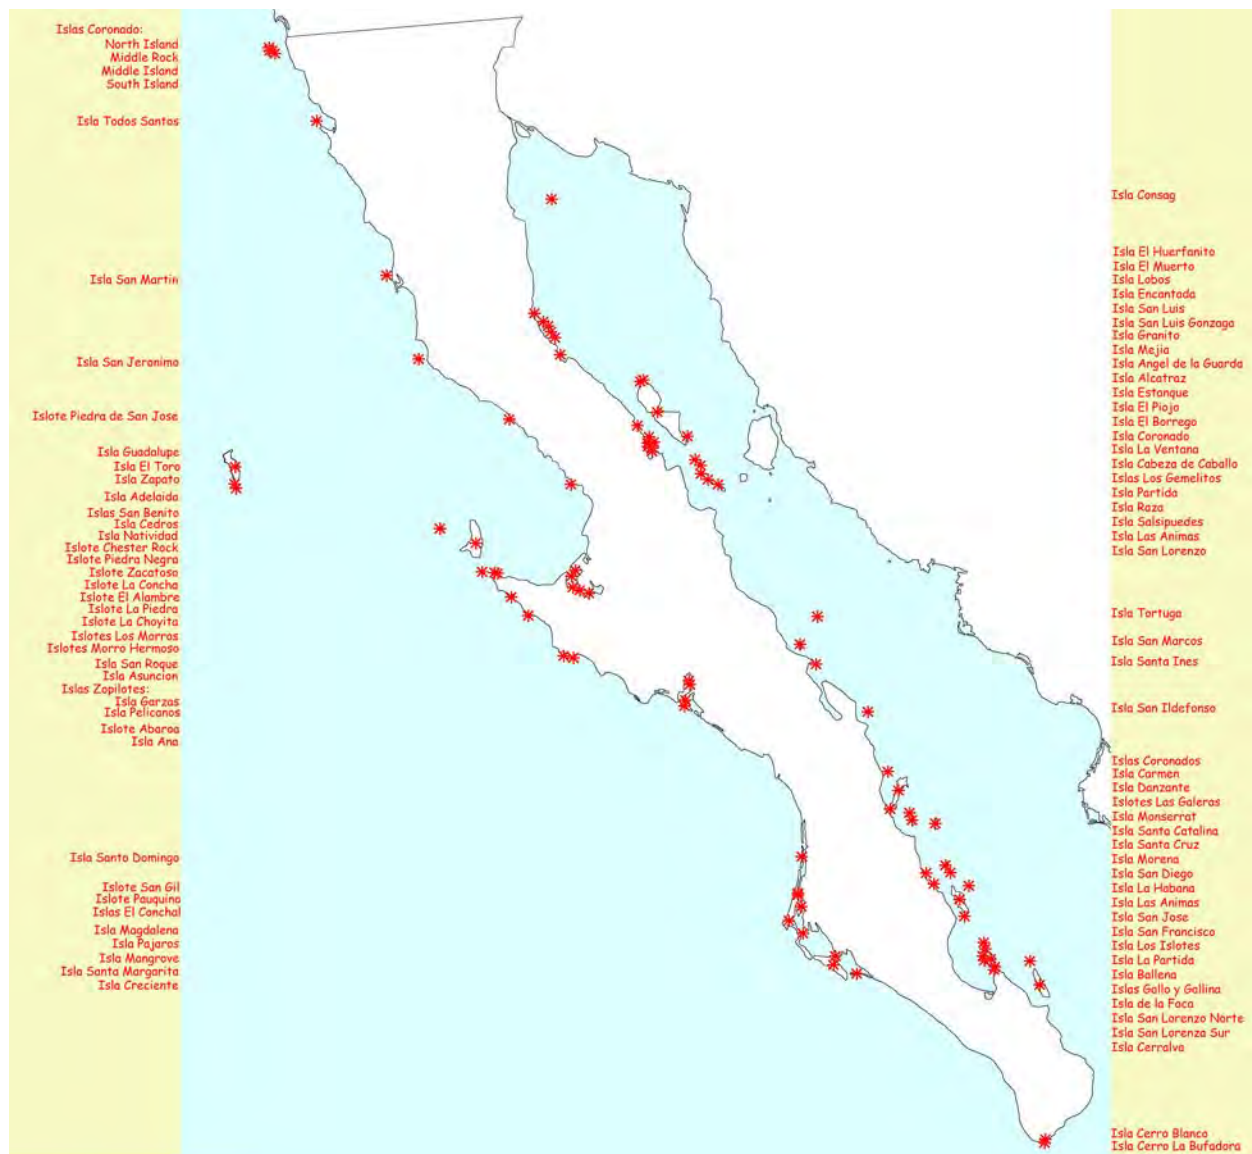 Islas Coronado:
North Island
Middle Rock
Middle Island
South Island
Isla Todos Santos
Isla San Martin
Isla San Jeronimo
Islote Piedra de San Jose
Isla Guadalupe
Isla El Toro
Isla Zapato
Isla Adelaida
Islas San Benito
Isla Cedros
Isla Natividad
Islote Chester Rock
Islote Piedra Negra
Islote Zacatoso
Islote La Concha
Islote El Alambre
Islote La Piedra
Islote La Choyita
Islotes Los Morros
Islotes Morro Hermoso
Isla San Roque
Isla Asuncion
Islas Zopilotes:
Isla Garzas
Isla Pelicanos
Islote Abaroa
Isla Ana
Isla Santo Domingo
Islote San Gil
Islote Pauquino
Islas El Conchal
Isla Magdalena
Isla Pajaros
Isla Mangrove
Isla Santa Margarita
Isla Creciente
Isla Consag
Isla El Huerfanito
Isla El Muerto
Isla Lobos
Isla Encantada
Isla San Luis
Isla San Luis Gonzaga
Isla Granito
Isla Mejia
Isla Angel de la Guarda
Isla Alcatraz
Isla Estanque
Isla El Piojo
Isla El Borrego
Isla Coronado
Isla La Ventana
Isla Cabeza de Caballo
Islas Los Gemelitos
Isla Partida
Isla Raza
Isla Salsipuedes
Isla Las Animas
Isla San Lorenzo
Isla Tortuga
Isla San Marcos
Isla Santa Ines
Isla San Ildefonso
Islas Coronados
Isla Carmen
Isla Danzante
Islotes Las Galeras
Isla Monserrat
Isla Santa Catalina
Isla Santa Cruz
Isla Morena
Isla San Diego
Isla La Habana
Isla Las Animas
Isla San Jose
Isla San Francisco
Isla Los Islotes
Isla La Partida
Isla Ballena
Islas Gallo y Gallina
Isla de la Foca
Isla San Lorenzo Norte
Isla San Lorenza Sur
Isla Cerralva
Isla Cerro Blanco
Isla Cerro La Bufadora